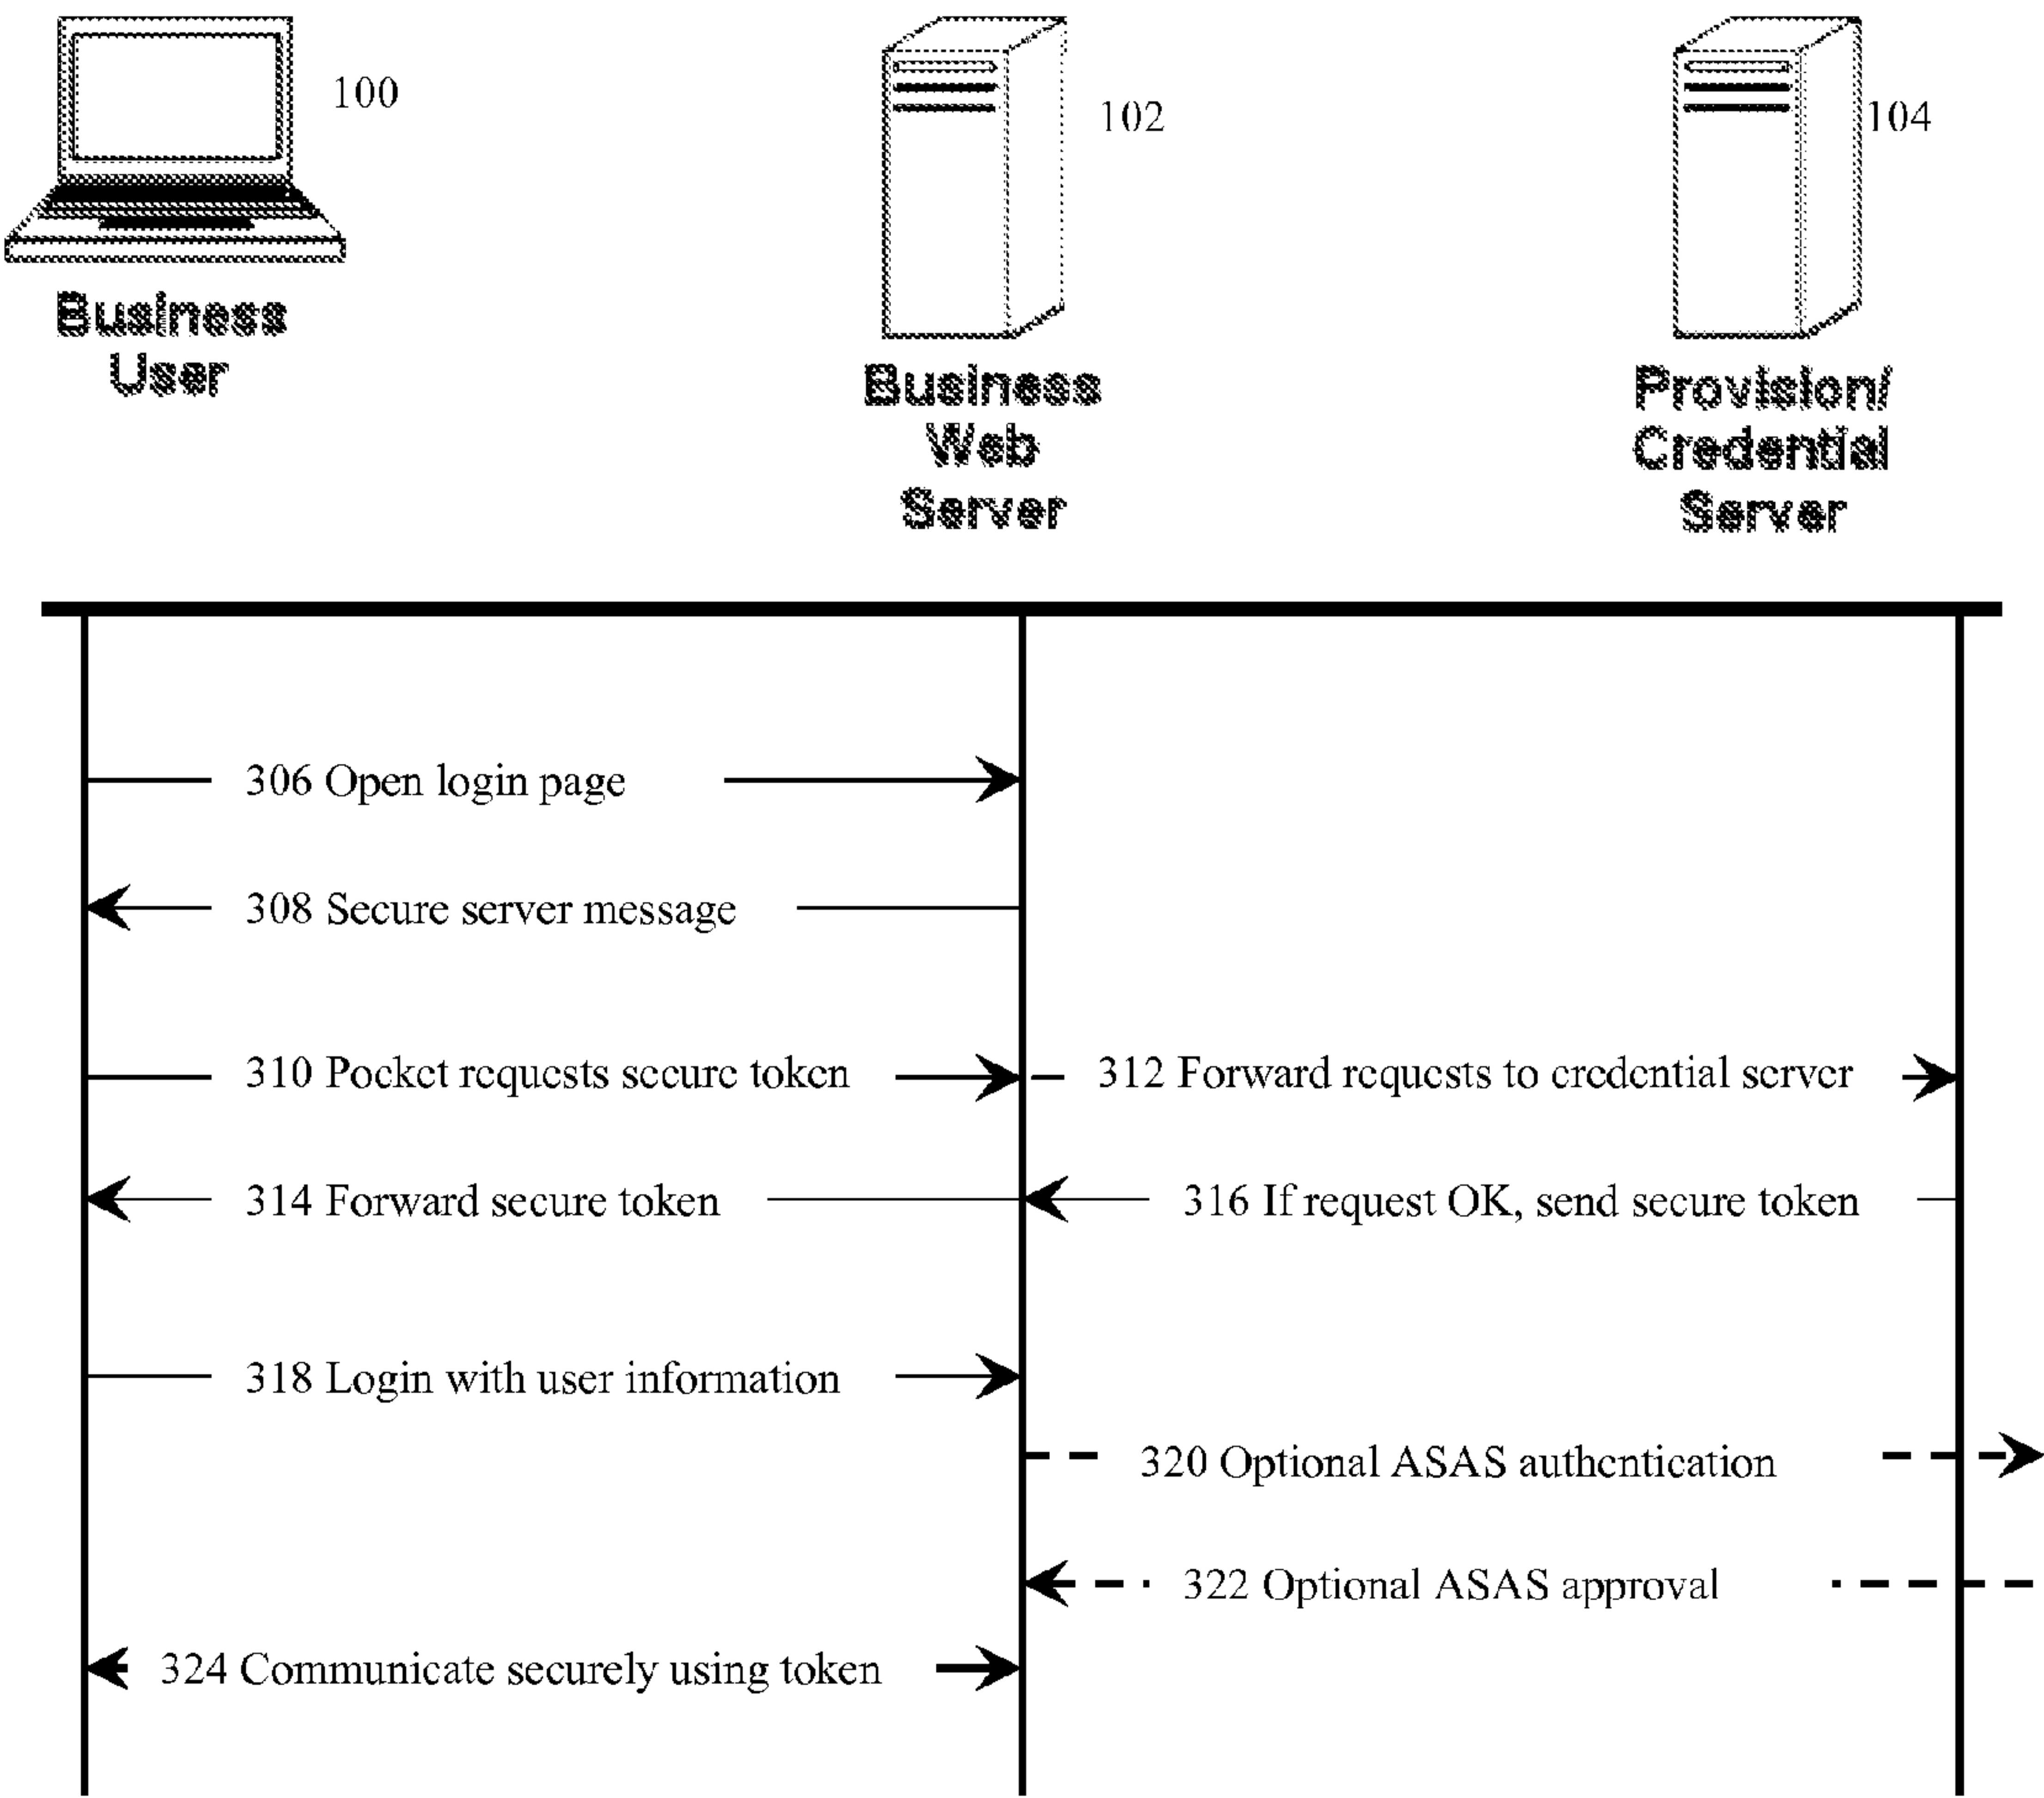 100
102
104
Business
User
Business
Web
Server
Provision/
Credential
Server
306 Open login page
308 Secure server message
310 Pocket requests secure token
312 Forward requests to credential server
314 Forward secure token
316 If request OK, send secure token
318 Login with user information
320 Optional ASAS authentication
322 Optional ASAS approval
324 Communicate securely using token